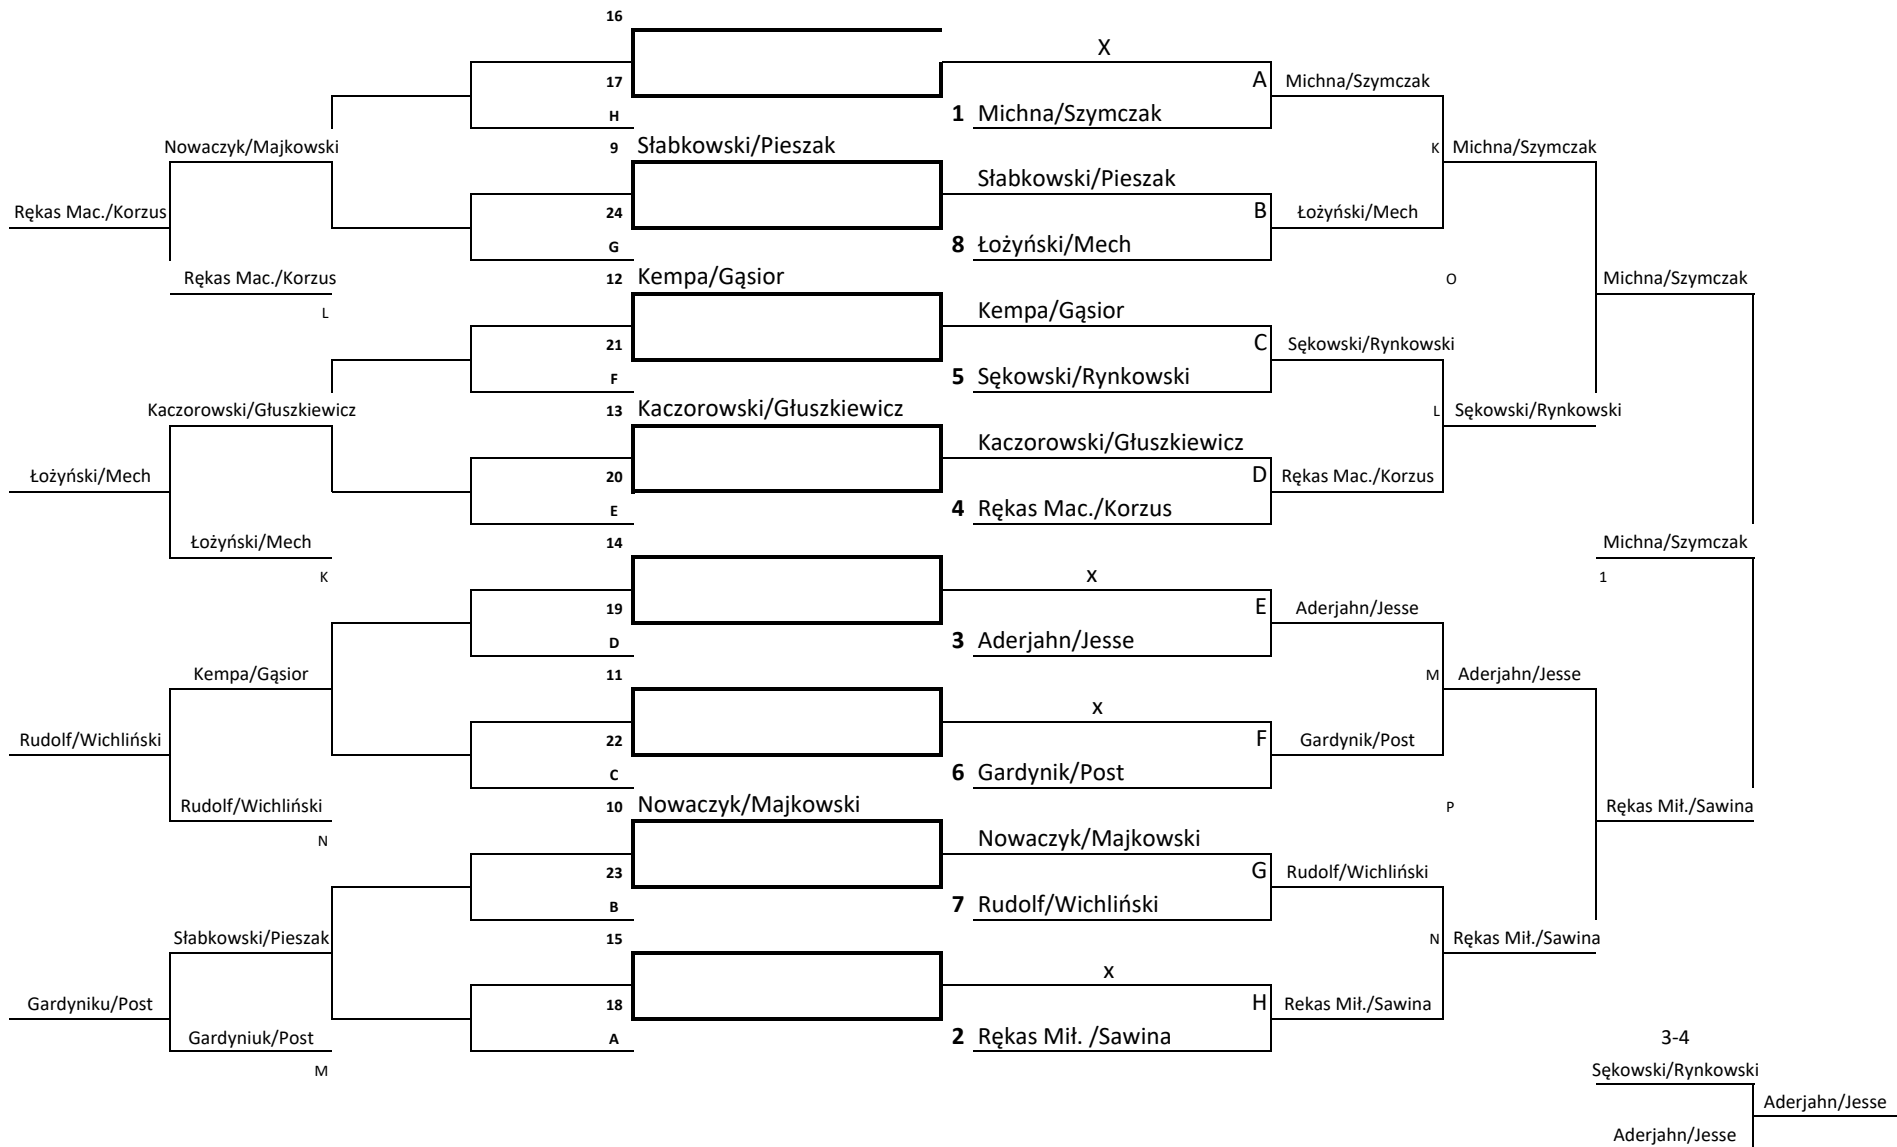 16
X
17 A Michna/Szymczak
H 1 Michna/Szymczak
Nowaczyk/Majkowski 9 Słabkowski/Pieszak K Michna/Szymczak
Słabkowski/Pieszak
Rękas Mac./Korzus 24 B Łożyński/Mech
G 8 Łożyński/Mech
Rękas Mac./Korzus 12 Kempa/Gąsior O Michna/Szymczak
L Kempa/Gąsior
21 C Sękowski/Rynkowski
F 5 Sękowski/Rynkowski
Kaczorowski/Głuszkiewicz 13 Kaczorowski/Głuszkiewicz L Sękowski/Rynkowski
Kaczorowski/Głuszkiewicz
Łożyński/Mech 20 D Rękas Mac./Korzus
E 4 Rękas Mac./Korzus
Łożyński/Mech 14 Michna/Szymczak
K x 1
19 E Aderjahn/Jesse
D 3 Aderjahn/Jesse
Kempa/Gąsior 11 M Aderjahn/Jesse
x
Rudolf/Wichliński 22 F Gardynik/Post
C 6 Gardynik/Post
Rudolf/Wichliński 10 Nowaczyk/Majkowski P Rękas Mił./Sawina
N Nowaczyk/Majkowski
23 G Rudolf/Wichliński
B 7 Rudolf/Wichliński
Słabkowski/Pieszak 15 N Rękas Mił./Sawina
x
Gardyniku/Post 18 H Rekas Mił./Sawina
Gardyniuk/Post A 2 Rękas Mił. /Sawina 3-4
M Sękowski/Rynkowski
Aderjahn/Jesse
Aderjahn/Jesse